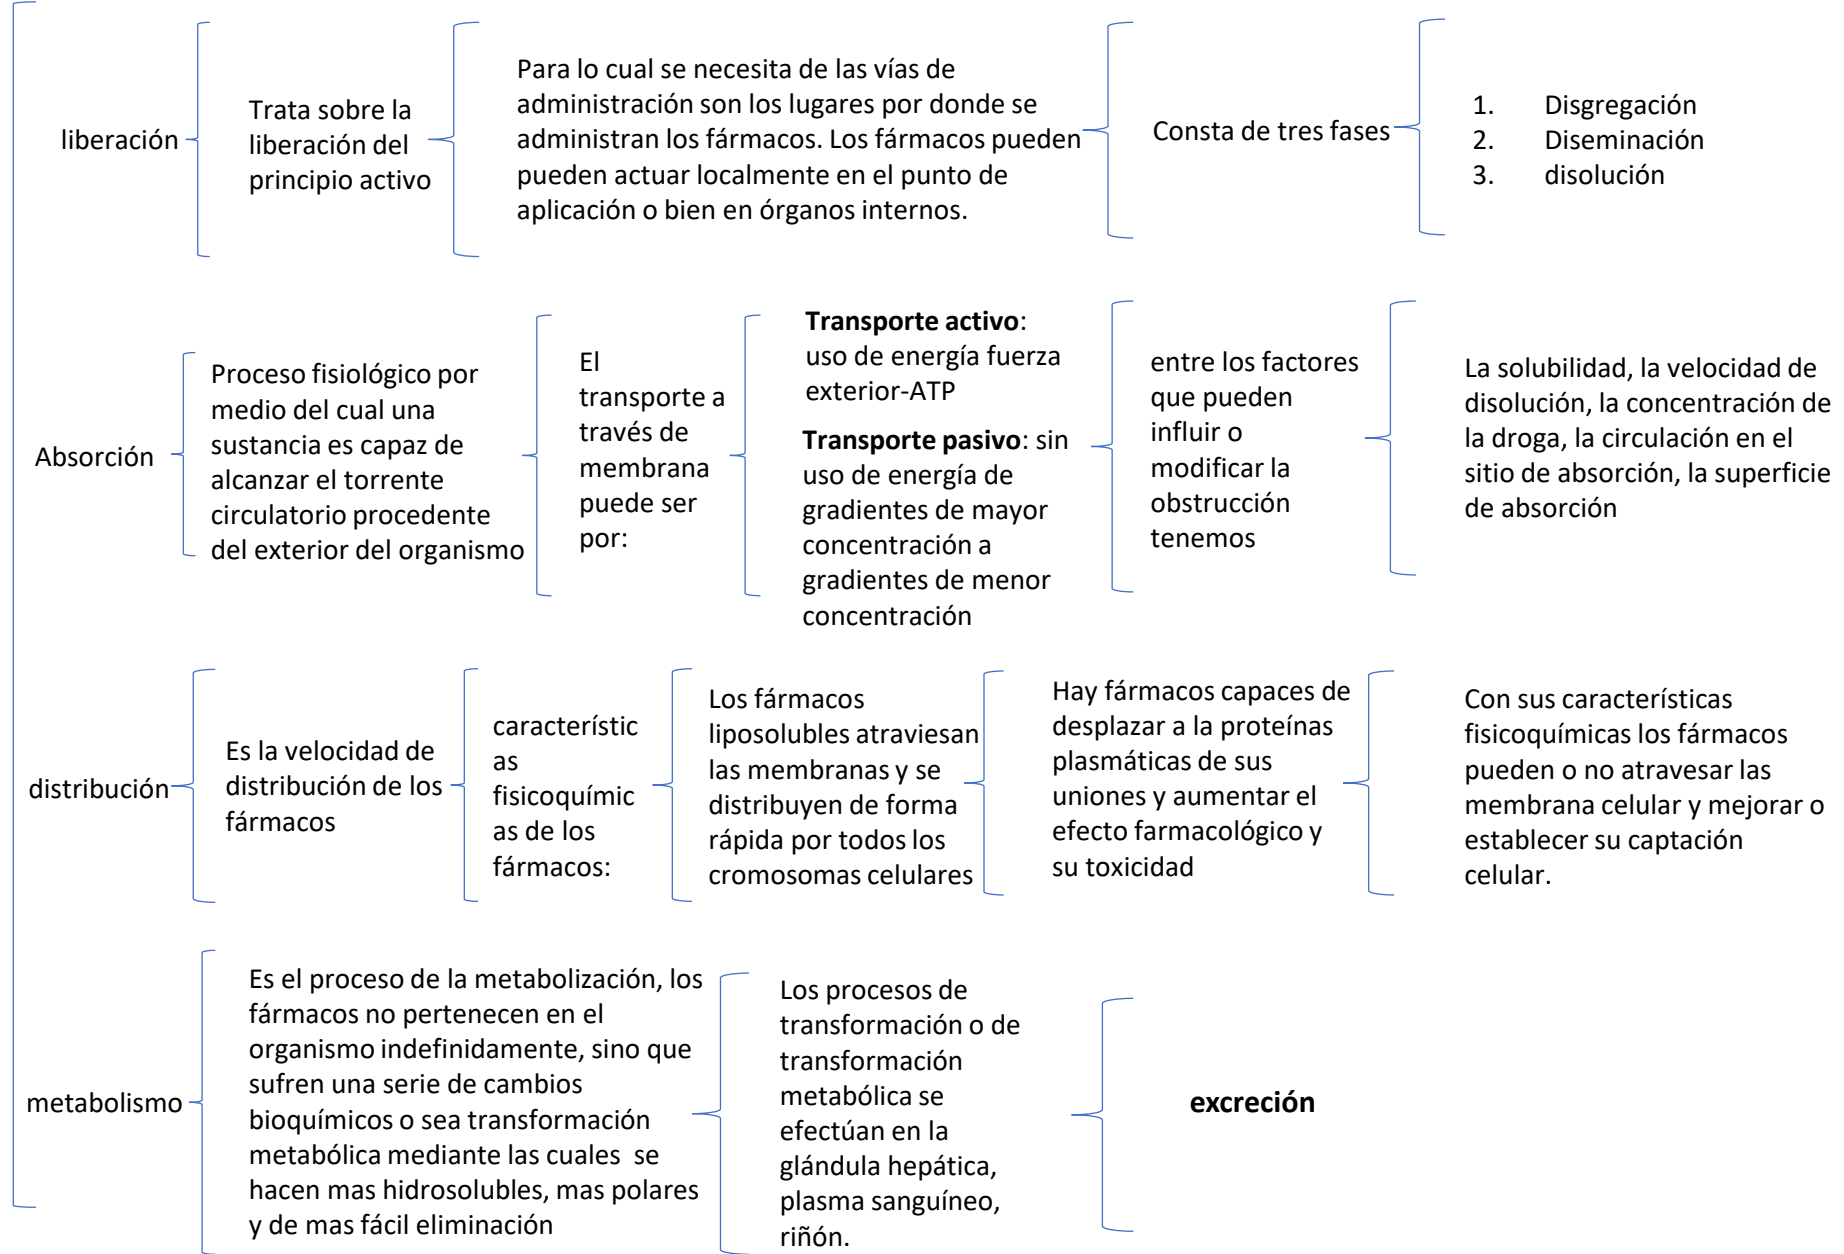 liberación
Trata sobre la
liberación del
principio activo
Para lo cual se necesita de las vías de
administración son los lugares por donde se
administran los fármacos. Los fármacos pueden
pueden actuar localmente en el punto de
aplicación o bien en órganos internos.
Consta de tres fases
1. Disgregación
2. Diseminación
3. disolución
Absorción
Proceso fisiológico por
medio del cual una
sustancia es capaz de
alcanzar el torrente
circulatorio procedente
del exterior del organismo
El
transporte a
través de
membrana
puede ser
por:
Transporte activo:
uso de energía fuerza
exterior-ATP
Transporte pasivo: sin
uso de energía de
gradientes de mayor
concentración a
gradientes de menor
concentración
entre los factores
que pueden
influir o
modificar la
obstrucción
tenemos
La solubilidad, la velocidad de
disolución, la concentración de
la droga, la circulación en el
sitio de absorción, la superficie
de absorción
distribución
Es la velocidad de
distribución de los
fármacos
característic
as
fisicoquímic
as de los
fármacos:
Los fármacos
liposolubles atraviesan
las membranas y se
distribuyen de forma
rápida por todos los
cromosomas celulares
Hay fármacos capaces de
desplazar a la proteínas
plasmáticas de sus
uniones y aumentar el
efecto farmacológico y
su toxicidad
Con sus características
fisicoquímicas los fármacos
pueden o no atravesar las
membrana celular y mejorar o
establecer su captación
celular.
metabolismo
Es el proceso de la metabolización, los
fármacos no pertenecen en el
organismo indefinidamente, sino que
sufren una serie de cambios
bioquímicos o sea transformación
metabólica mediante las cuales se
hacen mas hidrosolubles, mas polares
y de mas fácil eliminación
Los procesos de
transformación o de
transformación
metabólica se
efectúan en la
glándula hepática,
plasma sanguíneo,
riñón.
excreción